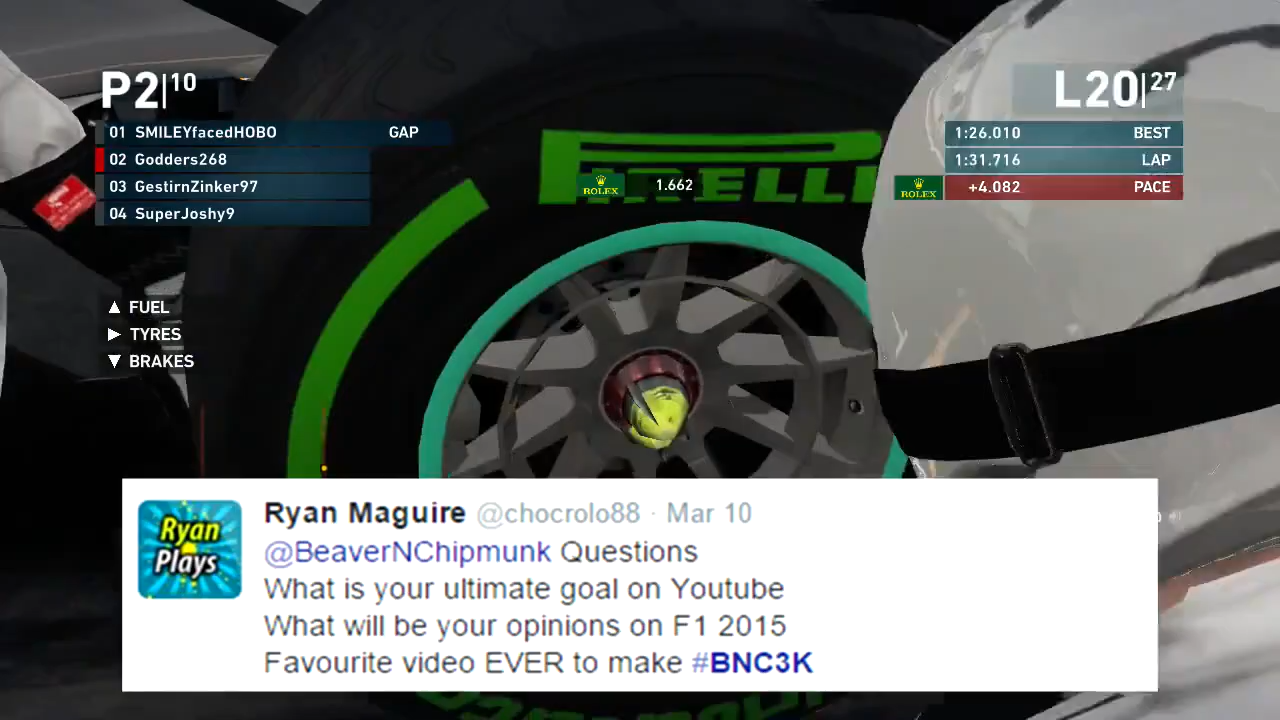 P2|10
01 SMILEYfacedHOBO GAP
02 Godders268
03 GestirnZinker97
04 SuperJoshy9
▲ FUEL
▶ TYRES
▼ BRAKES
PIRELLI
ROLEX 1.662
L20|27
1:26.010 BEST
1:31.716 LAP
ROLEX +4.082 PACE
Ryan Plays
Ryan Maguire @chocrolo88 · Mar 10
@BeaverNChipmunk Questions
What is your ultimate goal on Youtube
What will be your opinions on F1 2015
Favourite video EVER to make #BNC3K